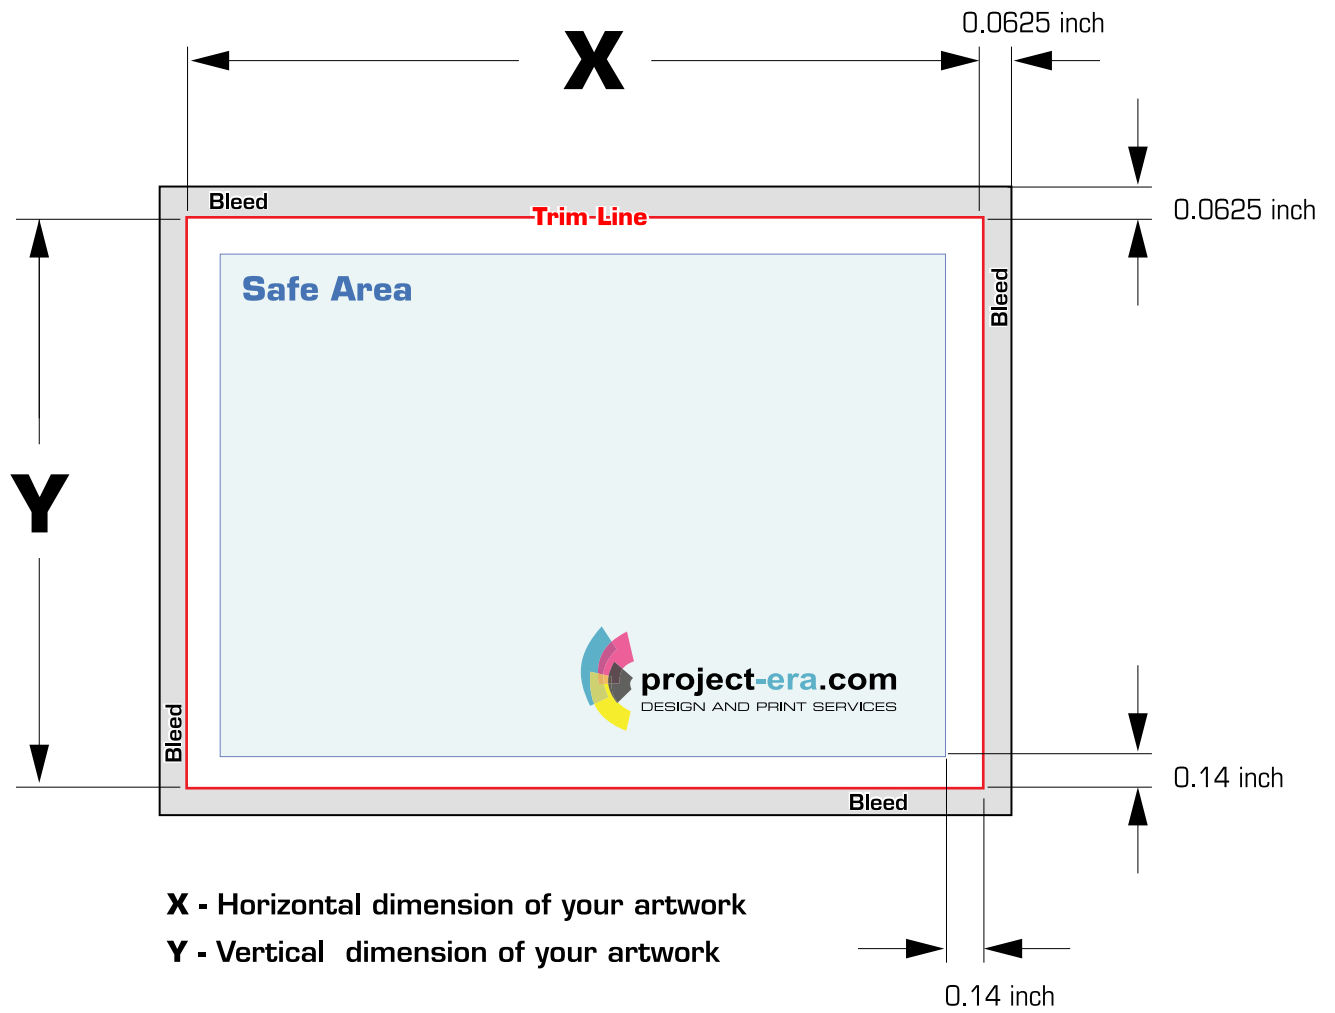 0.0625 inch
X
Bleed
Trim-Line
0.0625 inch
Safe Area
Bleed
Y
project-era.com
DESIGN AND PRINT SERVICES
Bleed
0.14 inch
Bleed
X - Horizontal dimension of your artwork
Y - Vertical dimension of your artwork
0.14 inch